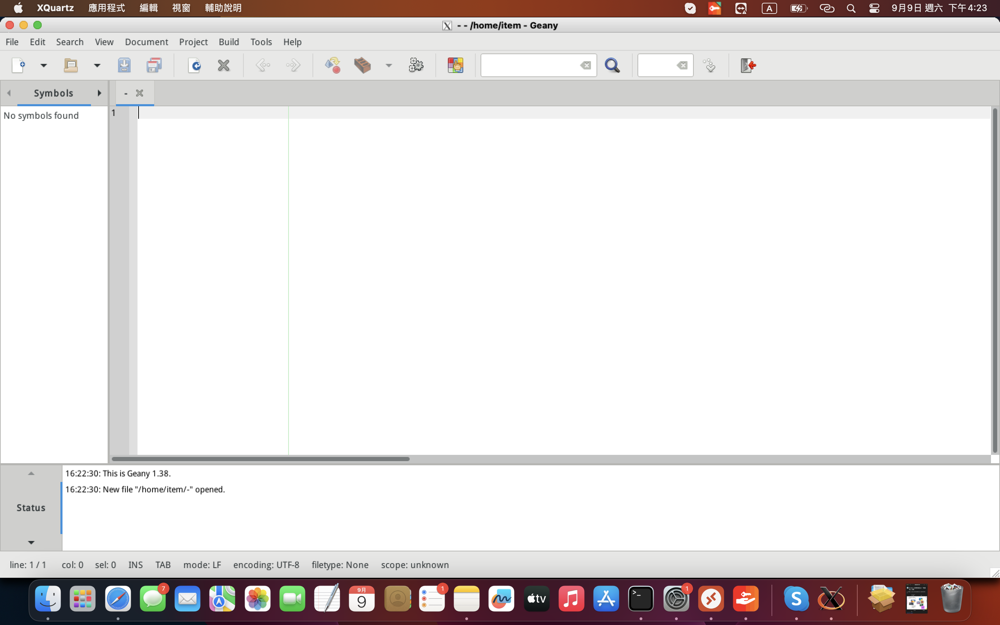 XQuartz 應用程式 編輯 視窗 輔助說明 A 9月9日 週六 下午4:23
X - - /home/item - Geany
File Edit Search View Document Project Build Tools Help
Symbols - 
No symbols found
1
16:22:30: This is Geany 1.38.
16:22:30: New file "/home/item/-" opened.
Status
line: 1 / 1 col: 0 sel: 0 INS TAB mode: LF encoding: UTF-8 filetype: None scope: unknown
7 9月 9 1 tv >_ 1 S